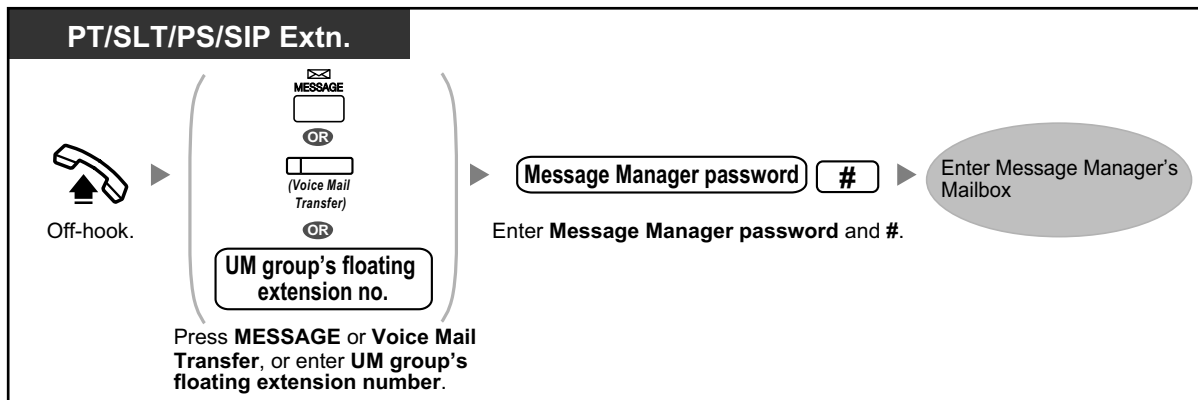 PT/SLT/PS/SIP Extn.
Off-hook.
MESSAGE
OR
(Voice Mail
Transfer)
OR
UM group's floating
extension no.
Press MESSAGE or Voice Mail
Transfer, or enter UM group's
floating extension number.
Message Manager password #
Enter Message Manager password and #.
Enter Message Manager's
Mailbox